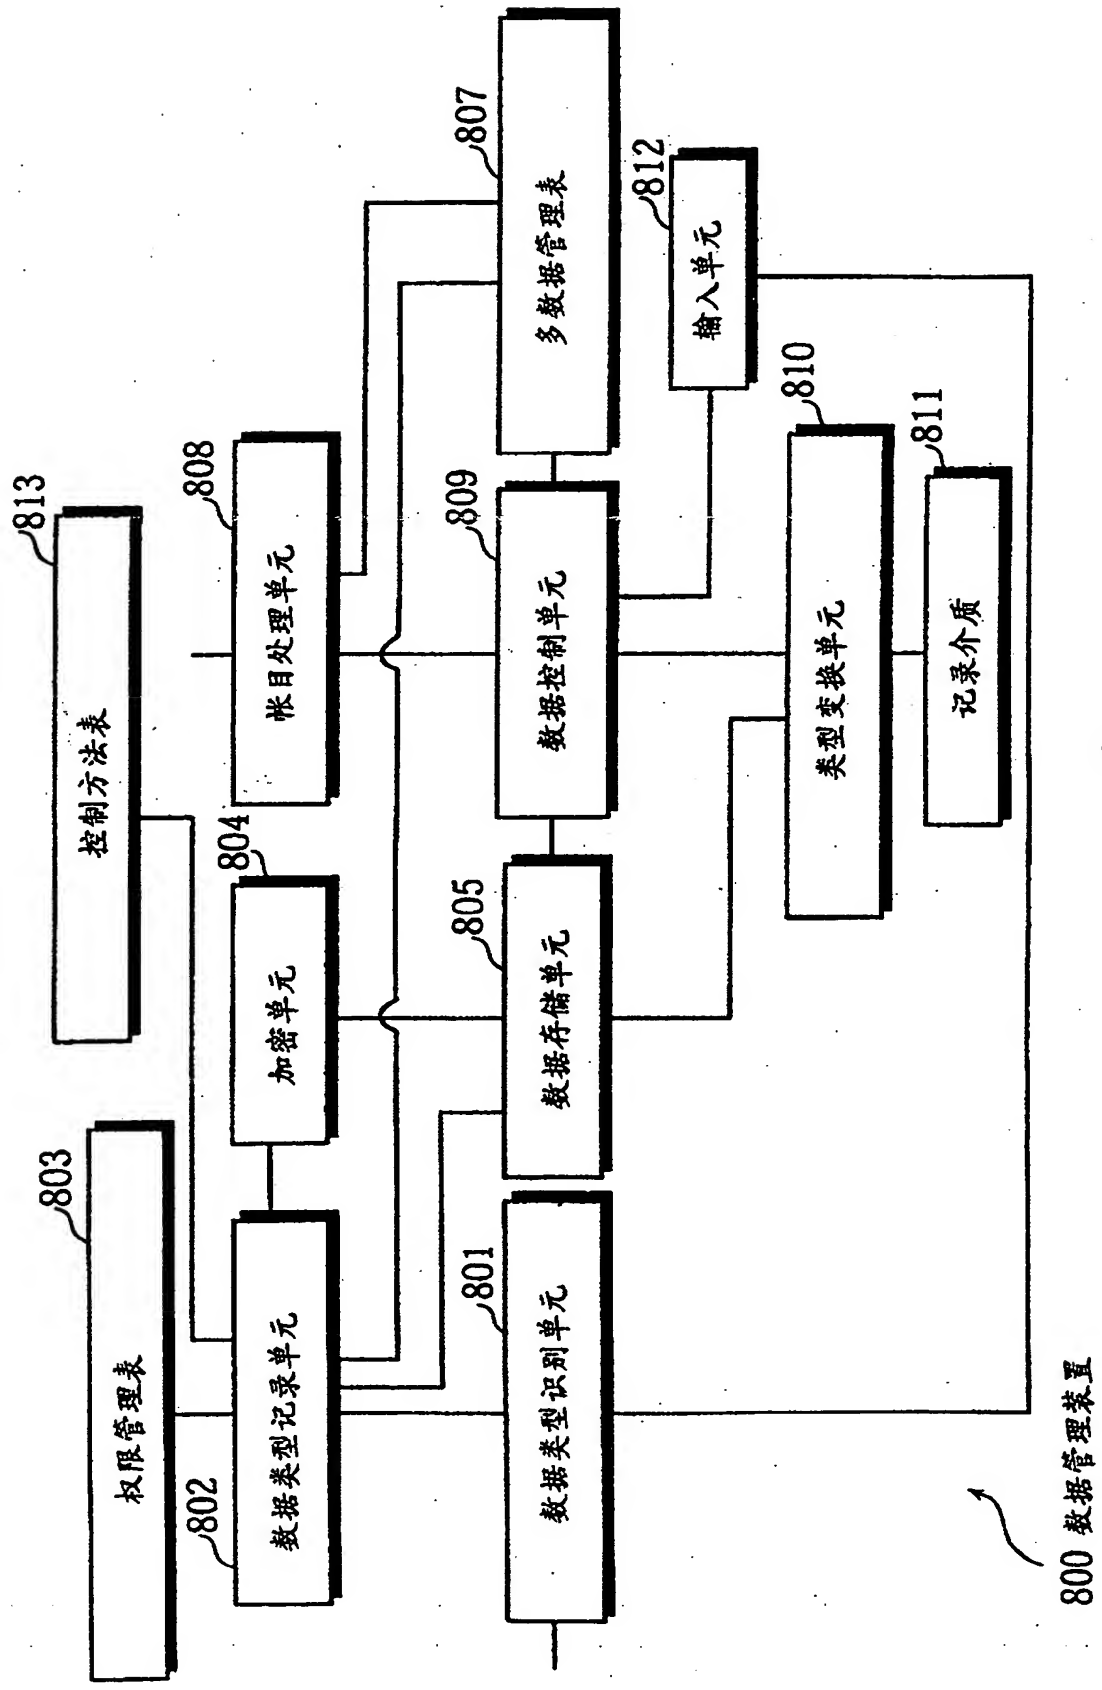 803
权限管理表
813
控制方法表
802
数据类型记录单元
804
加密单元
808
帐目处理单元
801
数据类型识别单元
805
数据存储单元
809
数据控制单元
807
多数据管理表
812
输入单元
810
类型变换单元
811
记录介质
800 数据管理装置